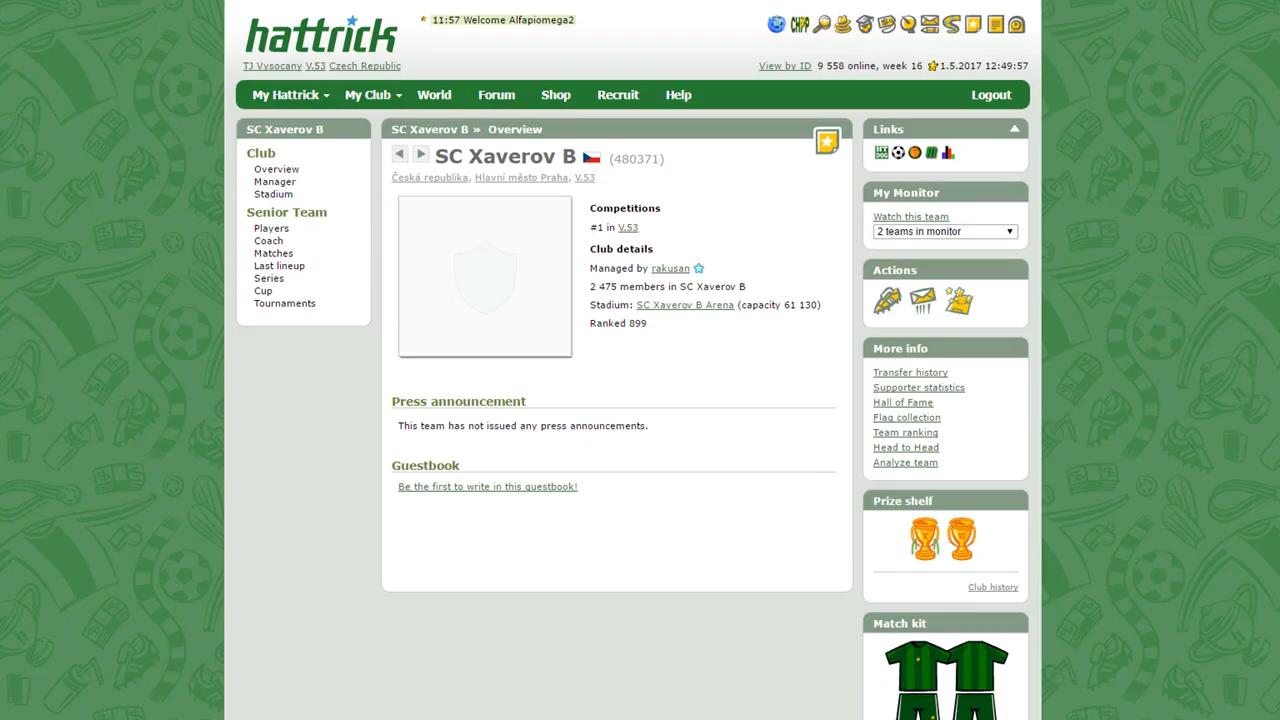 hattrick
11:57 Welcome Alfapiomega2
CHPP
TJ Vysocany V.53 Czech Republic
View by ID 9 558 online, week 16 1.5.2017 12:49:57
My Hattrick My Club World Forum Shop Recruit Help Logout
SC Xaverov B
Club
Overview
Manager
Stadium
Senior Team
Players
Coach
Matches
Last lineup
Series
Cup
Tournaments
SC Xaverov B » Overview
SC Xaverov B (480371)
Česká republika, Hlavní město Praha, V.53
Competitions
#1 in V.53
Club details
Managed by rakusan
2 475 members in SC Xaverov B
Stadium: SC Xaverov B Arena (capacity 61 130)
Ranked 899
Press announcement
This team has not issued any press announcements.
Guestbook
Be the first to write in this guestbook!
Links
My Monitor
Watch this team
2 teams in monitor
Actions
More info
Transfer history
Supporter statistics
Hall of Fame
Flag collection
Team ranking
Head to Head
Analyze team
Prize shelf
Club history
Match kit